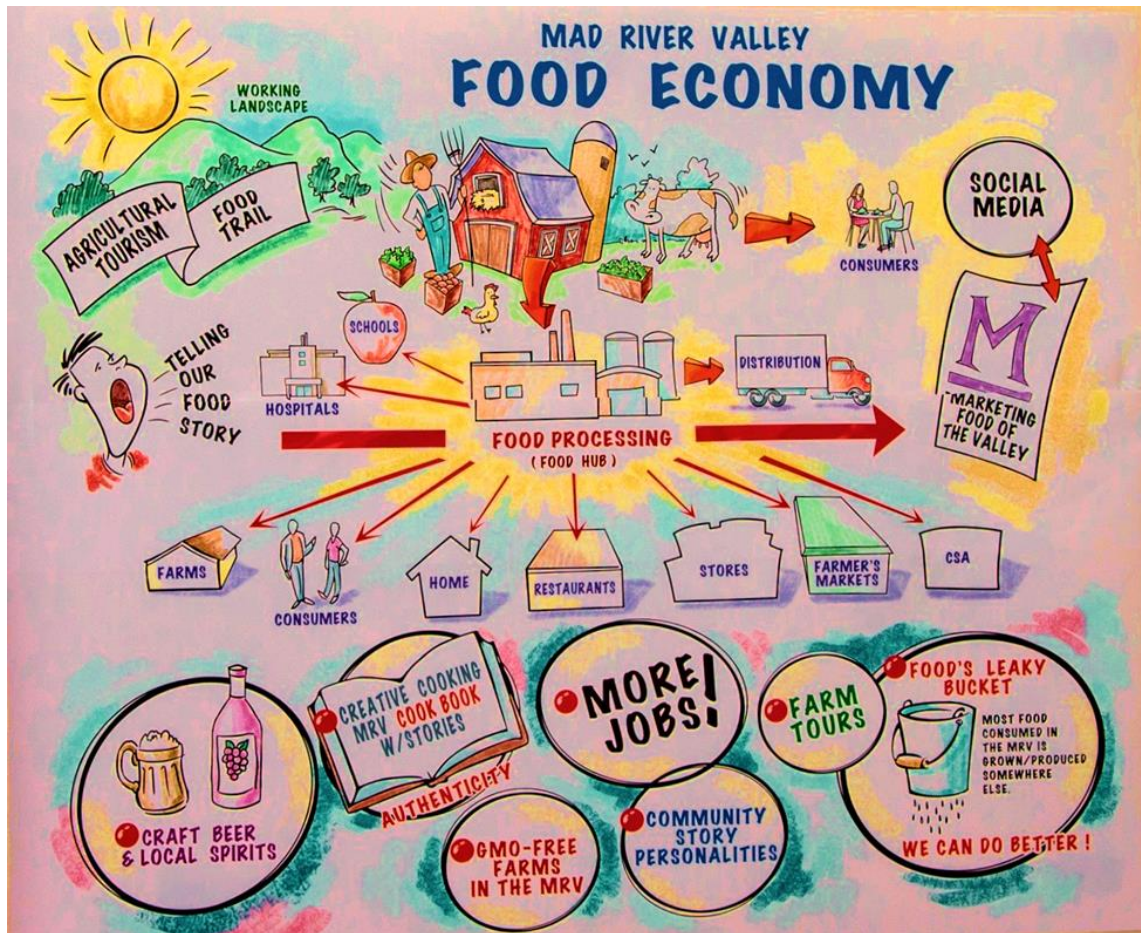 MAD RIVER VALLEY
FOOD ECONOMY
WORKING
LANDSCAPE
AGRICULTURAL
TOURISM
FOOD
TRAIL
CONSUMERS
SOCIAL
MEDIA
TELLING
OUR
FOOD
STORY
SCHOOLS
HOSPITALS
DISTRIBUTION
M
MARKETING
FOOD OF
THE VALLEY
FOOD PROCESSING
(FOOD HUB)
FARMS
CONSUMERS
HOME
RESTAURANTS
STORES
FARMER'S
MARKETS
CSA
CRAFT BEER
& LOCAL SPIRITS
CREATIVE COOKING
MRV COOK BOOK
W/STORIES
AUTHENTICITY
GMO-FREE
FARMS
IN THE MRV
MORE
JOBS!
COMMUNITY
STORY
PERSONALITIES
FARM
TOURS
FOOD'S LEAKY
BUCKET
MOST FOOD
CONSUMED IN
THE MRV IS
GROWN/PRODUCED
SOMEWHERE
ELSE.
WE CAN DO BETTER!